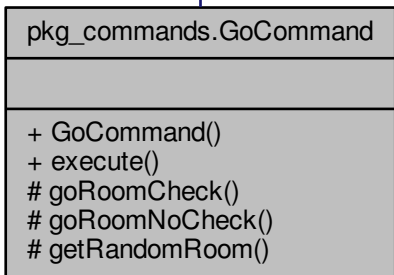 pkg_commands.GoCommand
+ GoCommand()
+ execute()
# goRoomCheck()
# goRoomNoCheck()
# getRandomRoom()